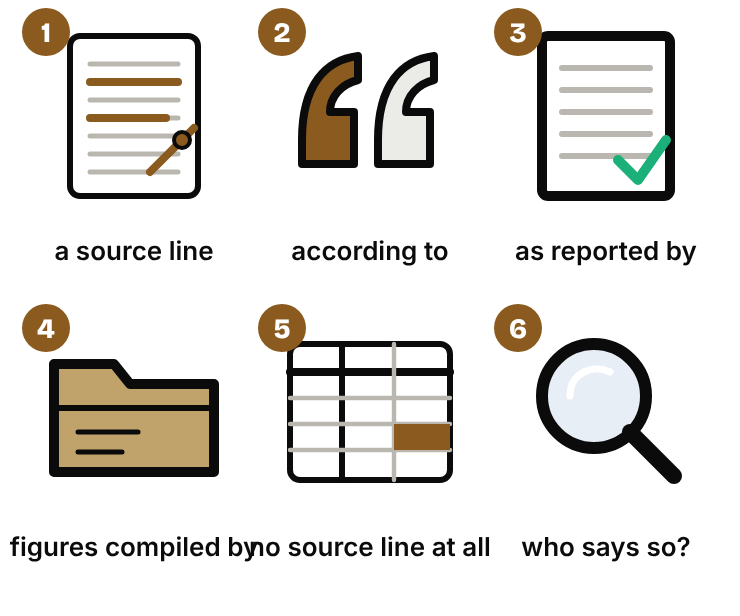 1
2
3
a source line
according to
as reported by
4
5
6
figures compiled by
no source line at all
who says so?